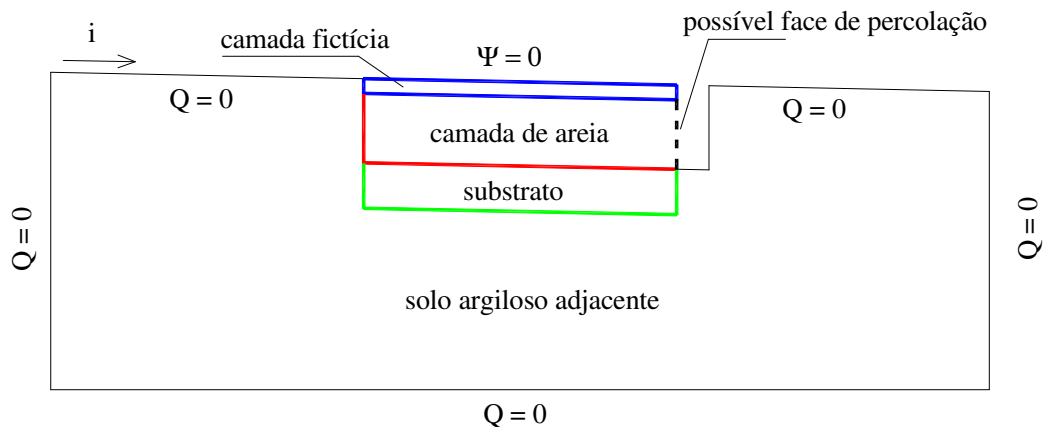 possível face de percolação
i
camada fictícia
Ψ = 0
Q = 0
Q = 0
camada de areia
substrato
Q = 0
Q = 0
solo argiloso adjacente
Q = 0